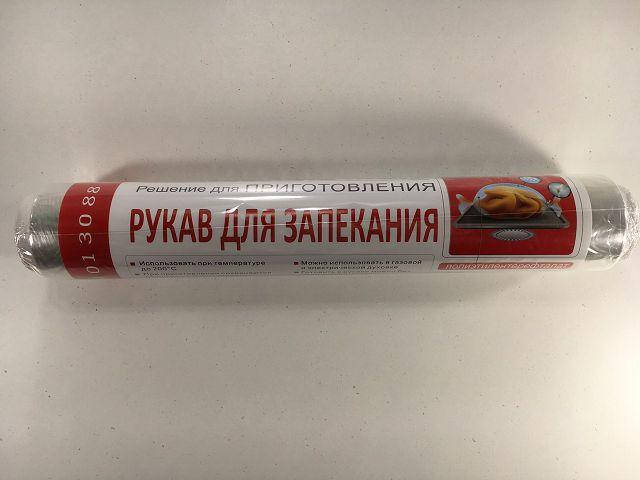 013088
Решение для ПРИГОТОВЛЕНИЯ
РУКАВ ДЛЯ ЗАПЕКАНИЯ
Использовать при температуре
до 200°С
Можно использовать в газовой
и электрической духовке
полиэтилентерефталат